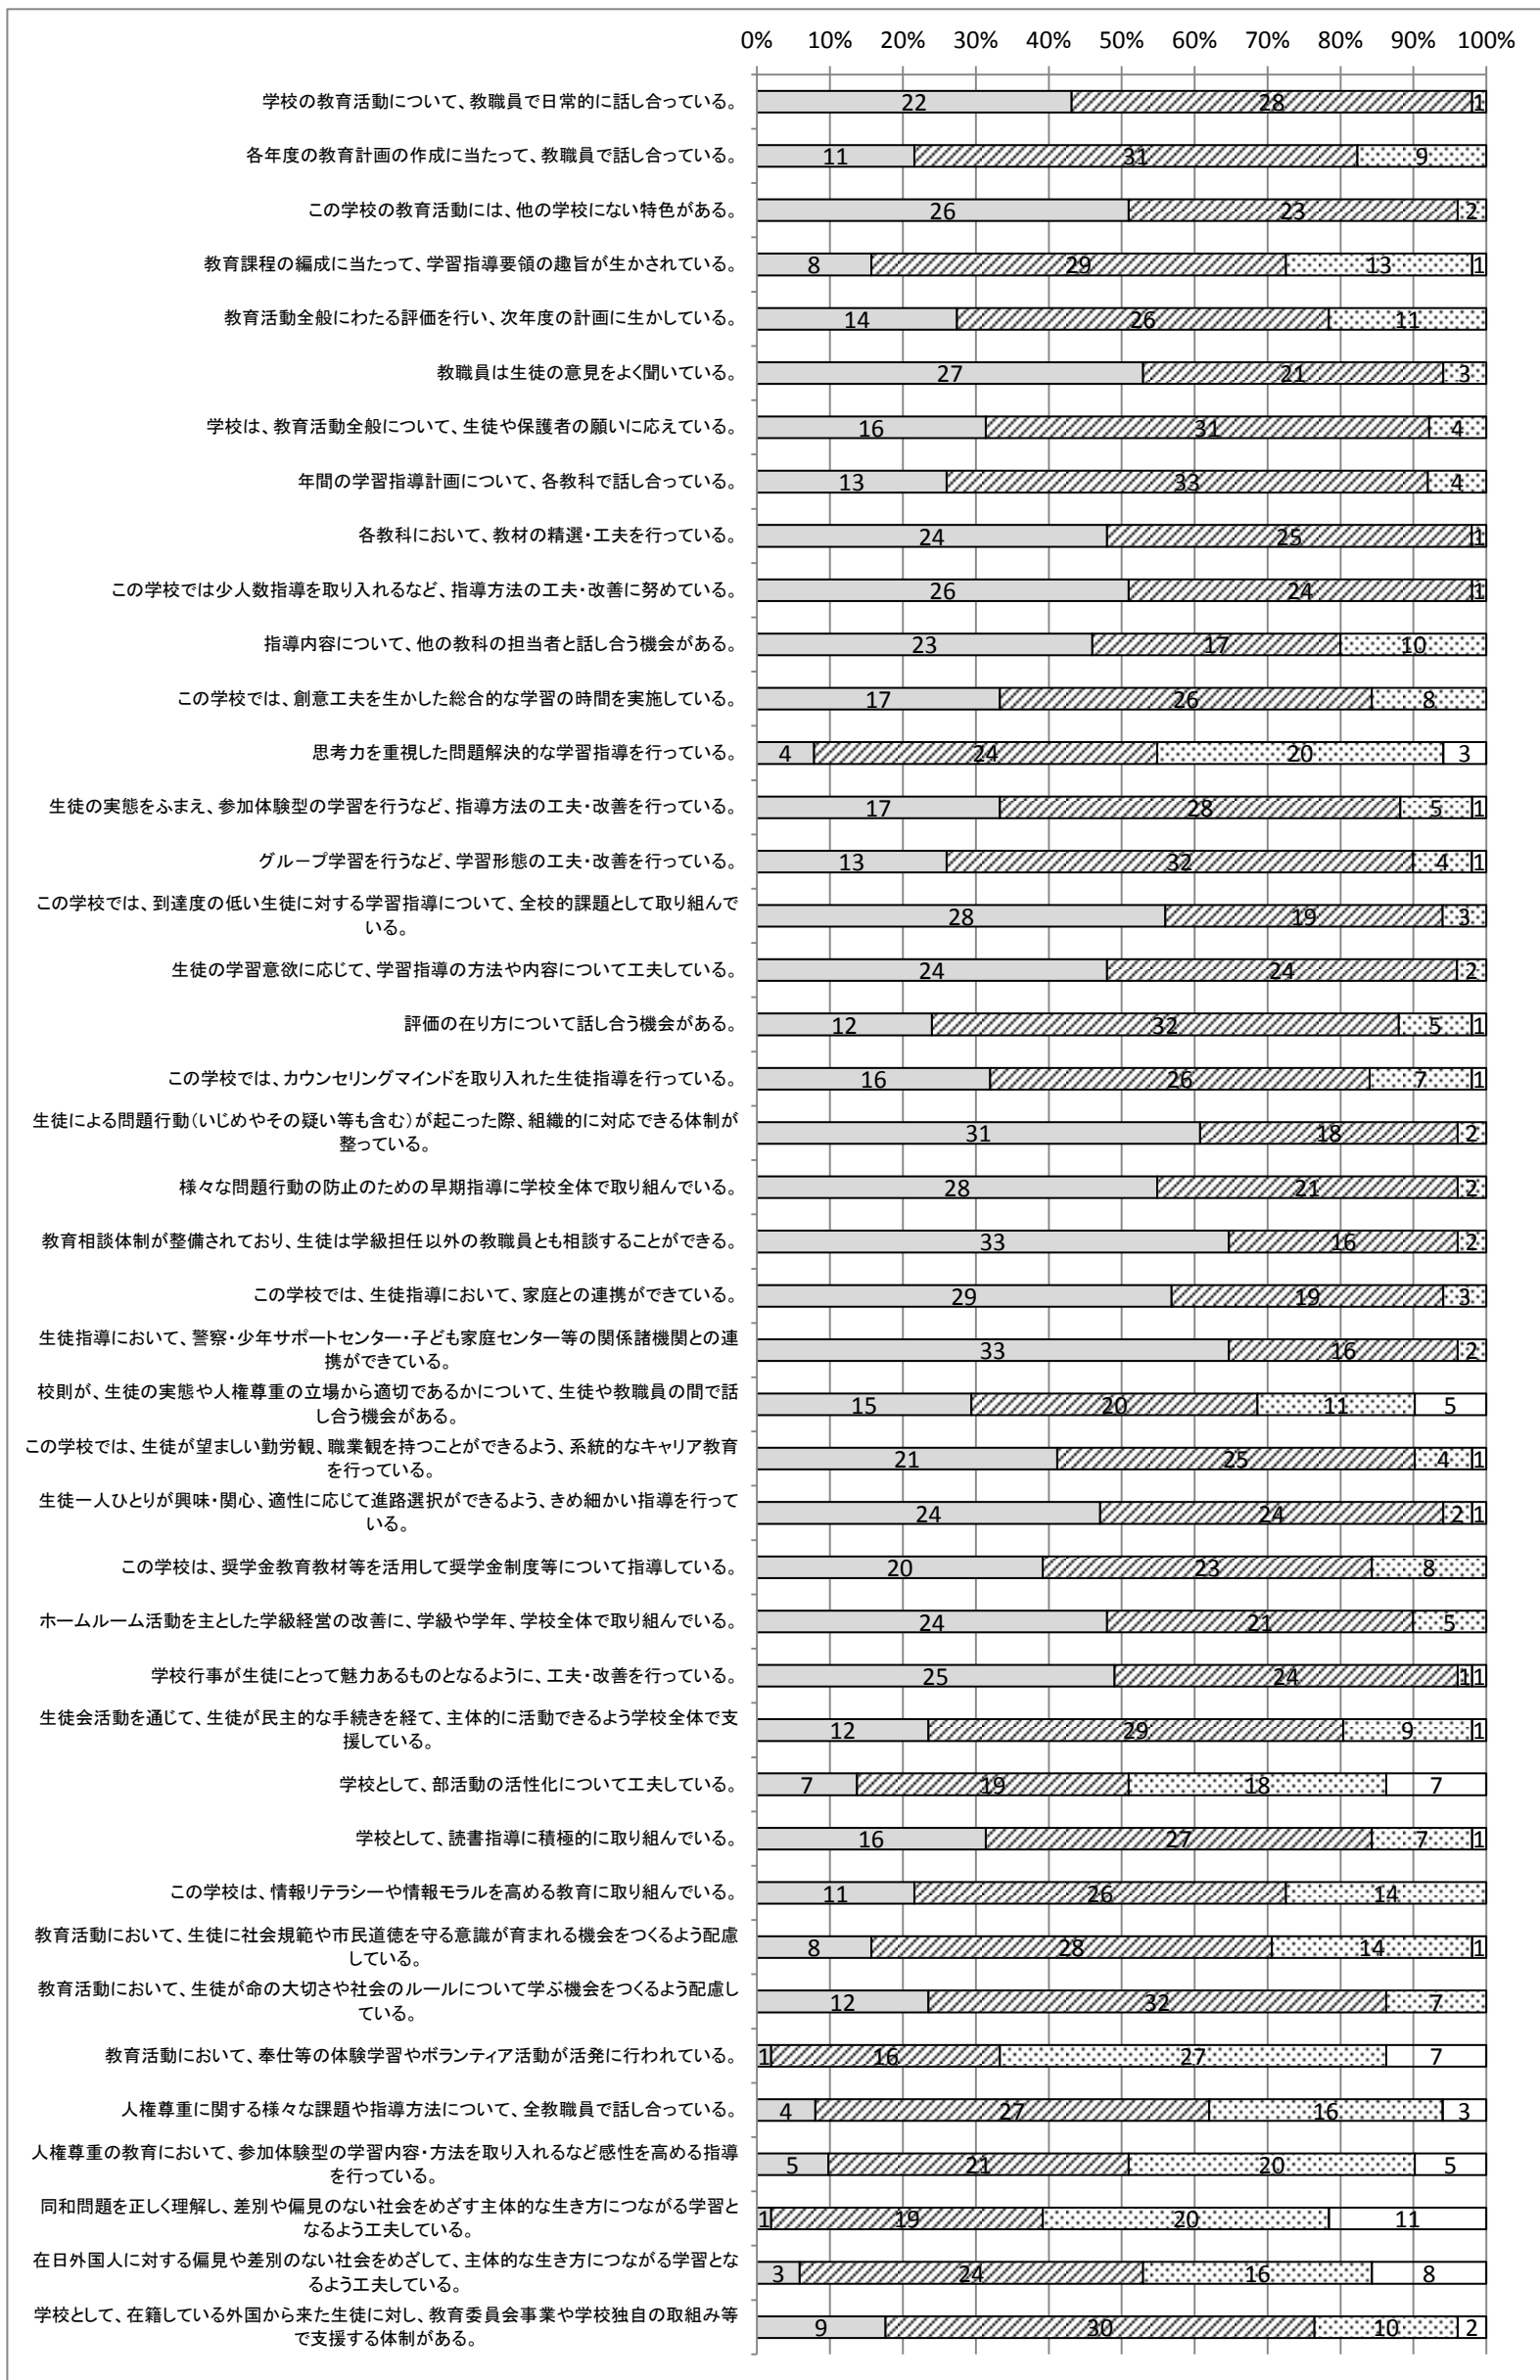 0% 10% 20% 30% 40% 50% 60% 70% 80% 90% 100%
学校の教育活動について、教職員で日常的に話し合っている。 22 28 1
各年度の教育計画の作成に当たって、教職員で話し合っている。 11 31 9
この学校の教育活動には、他の学校にない特色がある。 26 23 2
教育課程の編成に当たって、学習指導要領の趣旨が生かされている。 8 29 13 1
教育活動全般にわたる評価を行い、次年度の計画に生かしている。 14 26 11
教職員は生徒の意見をよく聞いている。 27 21 3
学校は、教育活動全般について、生徒や保護者の願いに応えている。 16 31 4
年間の学習指導計画について、各教科で話し合っている。 13 33 4
各教科において、教材の精選・工夫を行っている。 24 25 1
この学校では少人数指導を取り入れるなど、指導方法の工夫・改善に努めている。 26 24 1
指導内容について、他の教科の担当者と話し合う機会がある。 23 17 10
この学校では、創意工夫を生かした総合的な学習の時間を実施している。 17 26 8
思考力を重視した問題解決的な学習指導を行っている。 4 24 20 3
生徒の実態をふまえ、参加体験型の学習を行うなど、指導方法の工夫・改善を行っている。 17 28 5 1
グループ学習を行うなど、学習形態の工夫・改善を行っている。 13 32 4 1
この学校では、到達度の低い生徒に対する学習指導について、全校的課題として取り組んで
いる。 28 19 3
生徒の学習意欲に応じて、学習指導の方法や内容について工夫している。 24 24 2
評価の在り方について話し合う機会がある。 12 32 5 1
この学校では、カウンセリングマインドを取り入れた生徒指導を行っている。 16 26 7 1
生徒による問題行動(いじめやその疑い等も含む)が起こった際、組織的に対応できる体制が
整っている。 31 18 2
様々な問題行動の防止のための早期指導に学校全体で取り組んでいる。 28 21 2
教育相談体制が整備されており、生徒は学級担任以外の教職員とも相談することができる。 33 16 2
この学校では、生徒指導において、家庭との連携ができている。 29 19 3
生徒指導において、警察・少年サポートセンター・子ども家庭センター等の関係諸機関との連
携ができている。 33 16 2
校則が、生徒の実態や人権尊重の立場から適切であるかについて、生徒や教職員の間で話
し合う機会がある。 15 20 11 5
この学校では、生徒が望ましい勤労観、職業観を持つことができるよう、系統的なキャリア教育
を行っている。 21 25 4 1
生徒一人ひとりが興味・関心、適性に応じて進路選択ができるよう、きめ細かい指導を行って
いる。 24 24 2 1
この学校は、奨学金教育教材等を活用して奨学金制度等について指導している。 20 23 8
ホームルーム活動を主とした学級経営の改善に、学級や学年、学校全体で取り組んでいる。 24 21 5
学校行事が生徒にとって魅力あるものとなるように、工夫・改善を行っている。 25 24 1 1
生徒会活動を通じて、生徒が民主的な手続きを経て、主体的に活動できるよう学校全体で支
援している。 12 29 9 1
学校として、部活動の活性化について工夫している。 7 19 18 7
学校として、読書指導に積極的に取り組んでいる。 16 27 7 1
この学校は、情報リテラシーや情報モラルを高める教育に取り組んでいる。 11 26 14
教育活動において、生徒に社会規範や市民道徳を守る意識が育まれる機会をつくるよう配慮
している。 8 28 14 1
教育活動において、生徒が命の大切さや社会のルールについて学ぶ機会をつくるよう配慮し
ている。 12 32 7
教育活動において、奉仕等の体験学習やボランティア活動が活発に行われている。 1 16 27 7
人権尊重に関する様々な課題や指導方法について、全教職員で話し合っている。 4 27 16 3
人権尊重の教育において、参加体験型の学習内容・方法を取り入れるなど感性を高める指導
を行っている。 5 21 20 5
同和問題を正しく理解し、差別や偏見のない社会をめざす主体的な生き方につながる学習と
なるよう工夫している。 1 19 20 11
在日外国人に対する偏見や差別のない社会をめざして、主体的な生き方につながる学習とな
るよう工夫している。 3 24 16 8
学校として、在籍している外国から来た生徒に対し、教育委員会事業や学校独自の取組み等
で支援する体制がある。 9 30 10 2